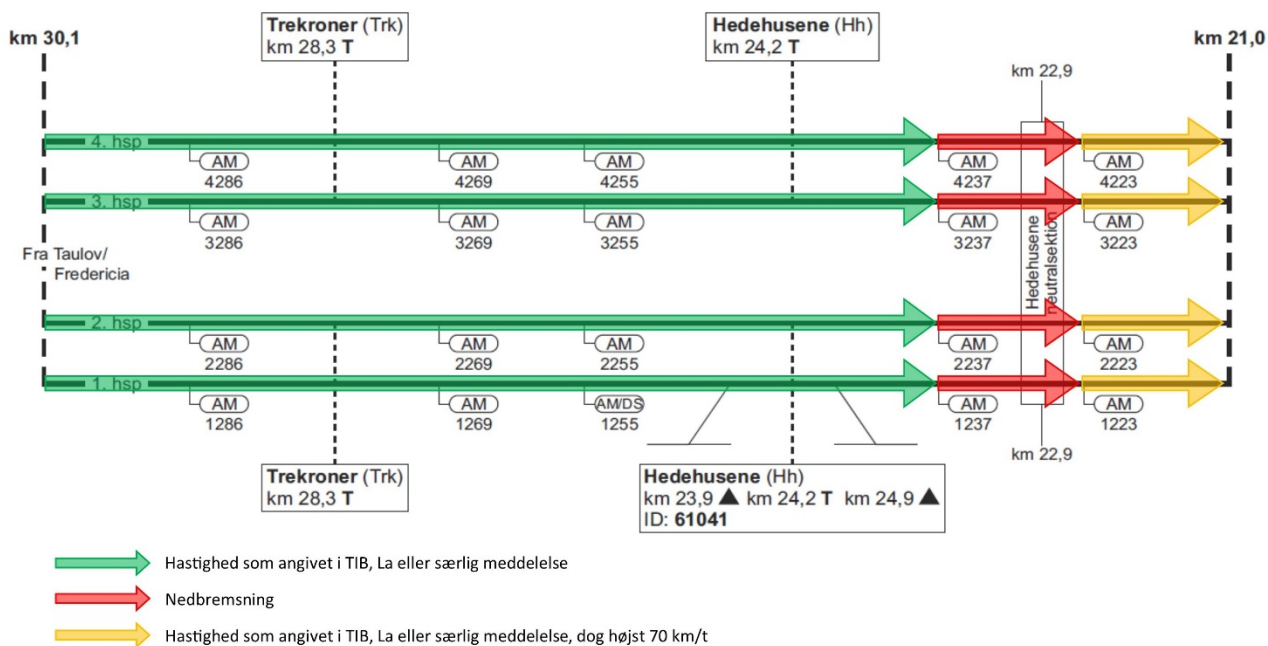 Trekroner (Trk)
km 28,3 T
Hedehusene (Hh)
km 24,2 T
km 30,1
km 21,0
km 22,9
4. hsp
AM
4286
AM
4269
AM
4255
AM
4237
AM
4223
3. hsp
AM
3286
AM
3269
AM
3255
AM
3237
AM
3223
Fra Taulov/
Fredericia
Hedehusene
neutralsektion
2. hsp
AM
2286
AM
2269
AM
2255
AM
2237
AM
2223
1. hsp
AM
1286
AM
1269
AM/DS
1255
AM
1237
AM
1223
km 22,9
Trekroner (Trk)
km 28,3 T
Hedehusene (Hh)
km 23,9 ▲ km 24,2 T km 24,9 ▲
ID: 61041
Hastighed som angivet i TIB, La eller særlig meddelelse
Nedbremsning
Hastighed som angivet i TIB, La eller særlig meddelelse, dog højst 70 km/t